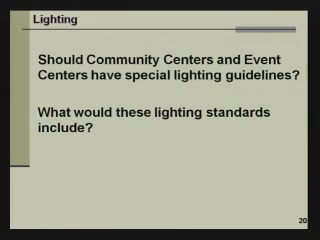 Lighting
Should Community Centers and Event
Centers have special lighting guidelines?
What would these lighting standards
include?
20